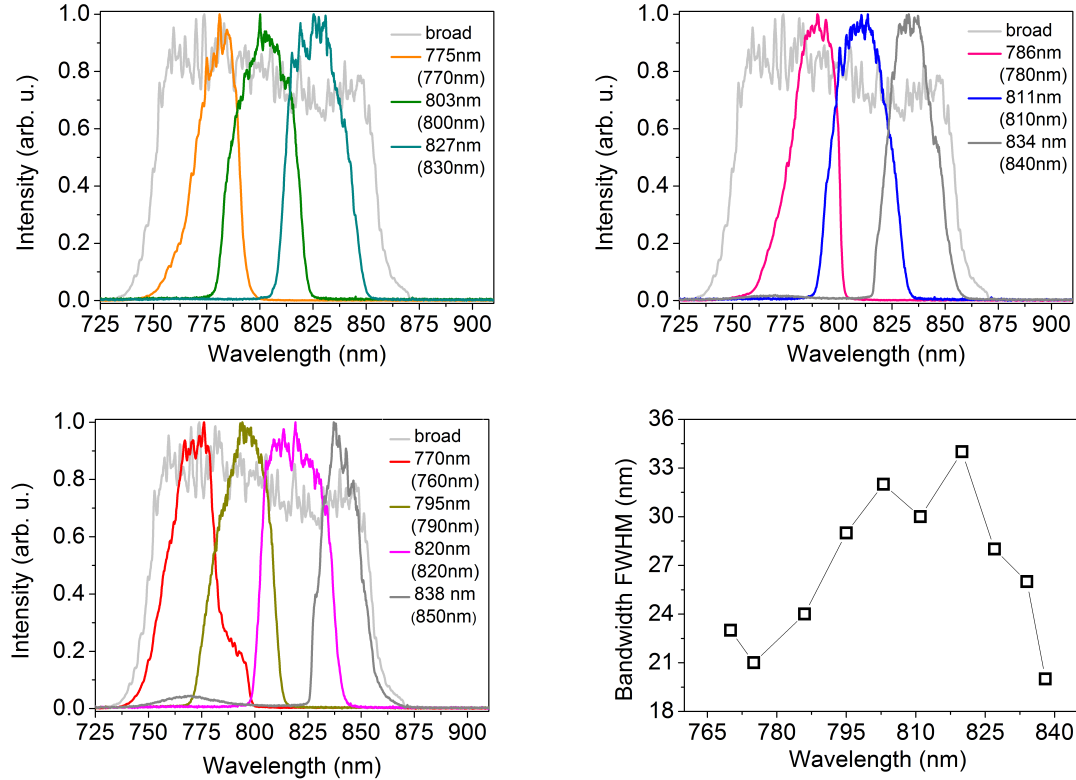 1.0
0.8
0.6
0.4
0.2
0.0
Intensity (arb. u.)
725 750 775 800 825 850 875 900
Wavelength (nm)
broad
775nm
(770nm)
803nm
(800nm)
827nm
(830nm)
1.0
0.8
0.6
0.4
0.2
0.0
Intensity (arb. u.)
725 750 775 800 825 850 875 900
Wavelength (nm)
broad
786nm
(780nm)
811nm
(810nm)
834 nm
(840nm)
1.0
0.8
0.6
0.4
0.2
0.0
Intensity (arb. u.)
725 750 775 800 825 850 875 900
Wavelength (nm)
broad
770nm
(760nm)
795nm
(790nm)
820nm
(820nm)
838 nm
(850nm)
36
33
30
27
24
21
18
Bandwidth FWHM (nm)
765 780 795 810 825 840
Wavelength (nm)